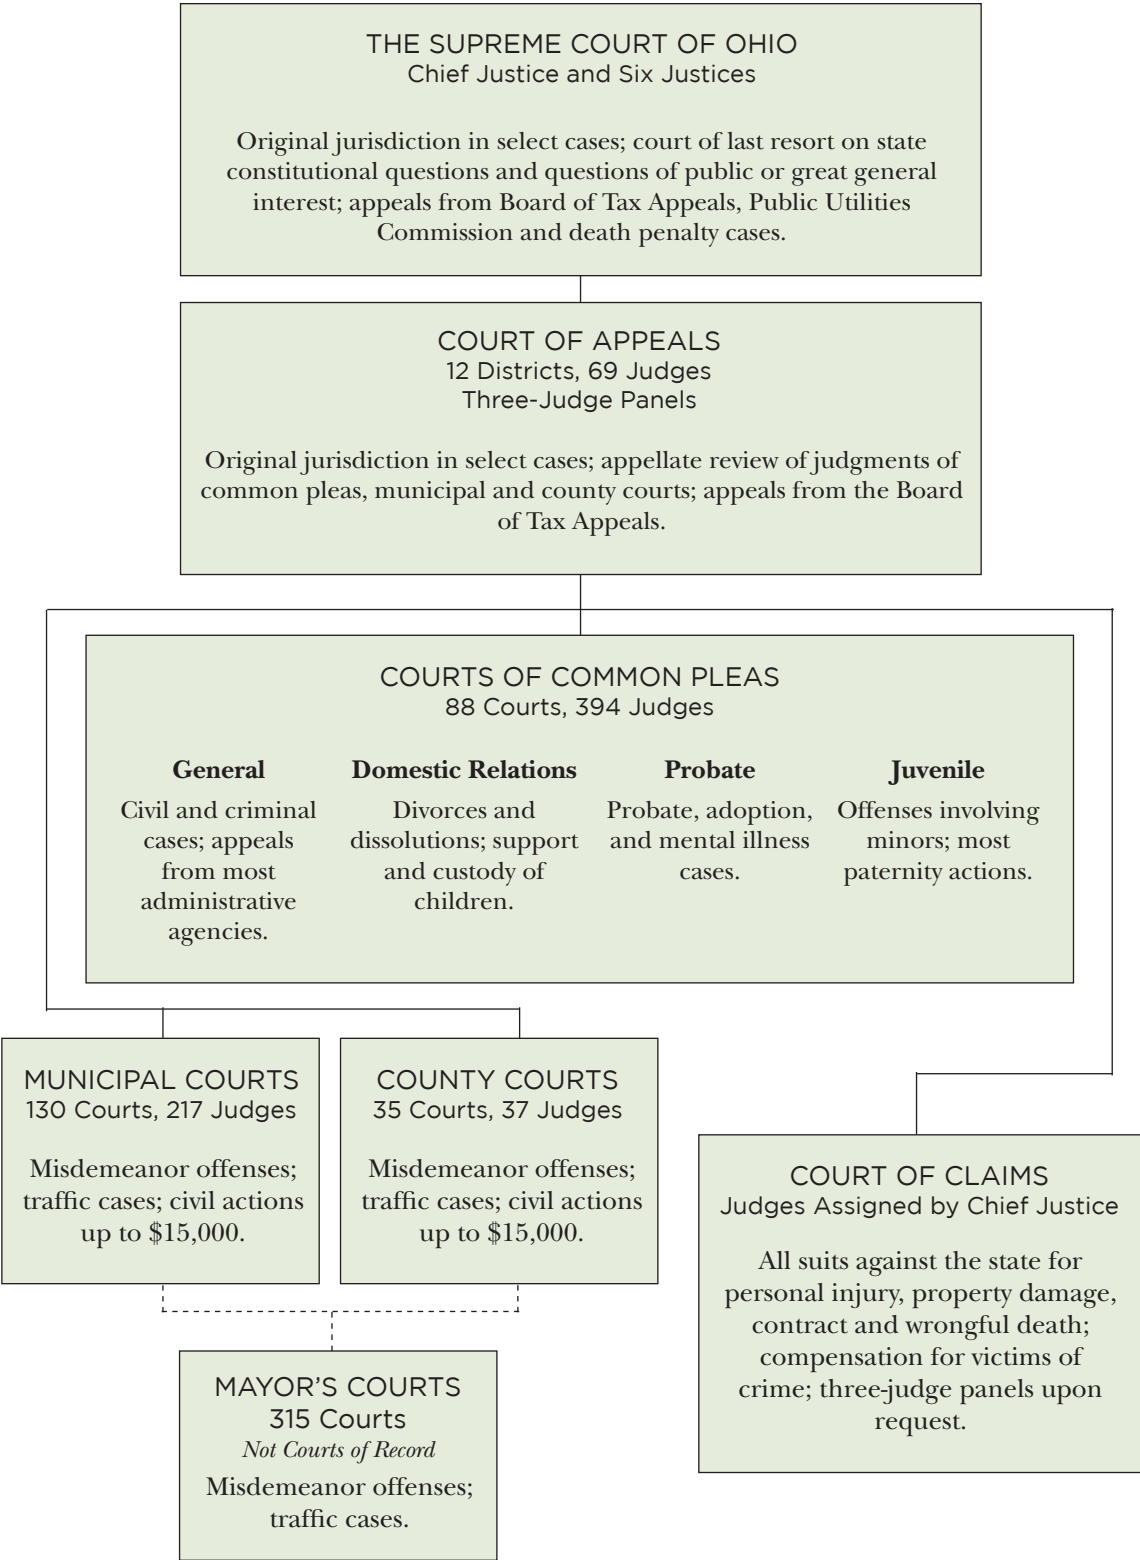 THE SUPREME COURT OF OHIO
Chief Justice and Six Justices
Original jurisdiction in select cases; court of last resort on state
constitutional questions and questions of public or great general
interest; appeals from Board of Tax Appeals, Public Utilities
Commission and death penalty cases.
COURT OF APPEALS
12 Districts, 69 Judges
Three-Judge Panels
Original jurisdiction in select cases; appellate review of judgments of
common pleas, municipal and county courts; appeals from the Board
of Tax Appeals.
COURTS OF COMMON PLEAS
88 Courts, 394 Judges
General
Civil and criminal
cases; appeals
from most
administrative
agencies.
Domestic Relations
Divorces and
dissolutions; support
and custody of
children.
Probate
Probate, adoption,
and mental illness
cases.
Juvenile
Offenses involving
minors; most
paternity actions.
MUNICIPAL COURTS
130 Courts, 217 Judges
Misdemeanor offenses;
traffic cases; civil actions
up to $15,000.
COUNTY COURTS
35 Courts, 37 Judges
Misdemeanor offenses;
traffic cases; civil actions
up to $15,000.
COURT OF CLAIMS
Judges Assigned by Chief Justice
All suits against the state for
personal injury, property damage,
contract and wrongful death;
compensation for victims of
crime; three-judge panels upon
request.
MAYOR’S COURTS
315 Courts
Not Courts of Record
Misdemeanor offenses;
traffic cases.